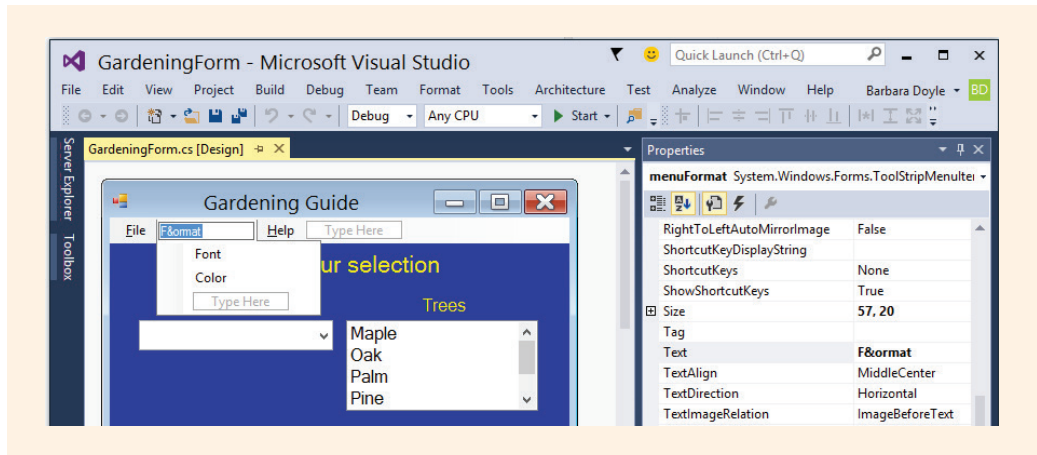 GardeningForm - Microsoft Visual Studio
Quick Launch (Ctrl+Q)
File Edit View Project Build Debug Team Format Tools Architecture Test Analyze Window Help Barbara Doyle BD
Debug Any CPU Start
Server Explorer
Toolbox
GardeningForm.cs [Design]
Gardening Guide
File F&ormat Help Type Here
Font
Color
Type Here
ur selection
Trees
Maple
Oak
Palm
Pine
Properties
menuFormat System.Windows.Forms.ToolStripMenuIte
RightToLeftAutoMirrorImage False
ShortcutKeyDisplayString
ShortcutKeys None
ShowShortcutKeys True
Size 57, 20
Tag
Text F&ormat
TextAlign MiddleCenter
TextDirection Horizontal
TextImageRelation ImageBeforeText